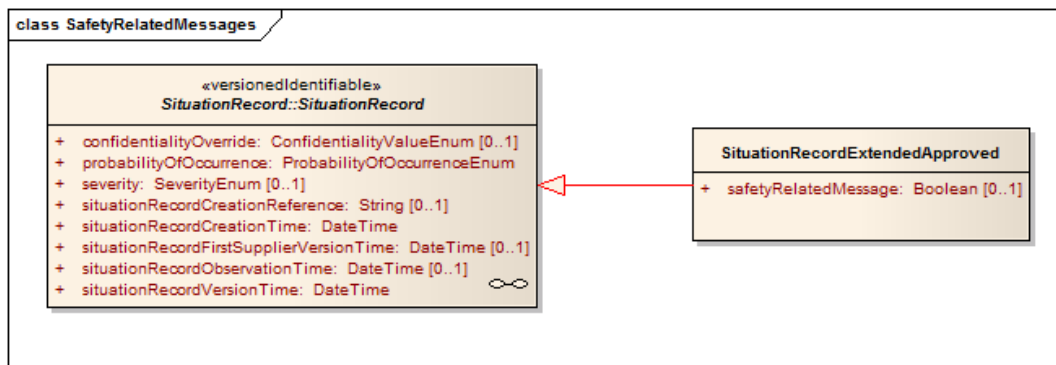 class SafetyRelatedMessages
«versionedIdentifiable»
SituationRecord::SituationRecord
+ confidentialityOverride: ConfidentialityValueEnum [0..1]
+ probabilityOfOccurrence: ProbabilityOfOccurrenceEnum
+ severity: SeverityEnum [0..1]
+ situationRecordCreationReference: String [0..1]
+ situationRecordCreationTime: DateTime
+ situationRecordFirstSupplierVersionTime: DateTime [0..1]
+ situationRecordObservationTime: DateTime [0..1]
+ situationRecordVersionTime: DateTime
SituationRecordExtendedApproved
+ safetyRelatedMessage: Boolean [0..1]